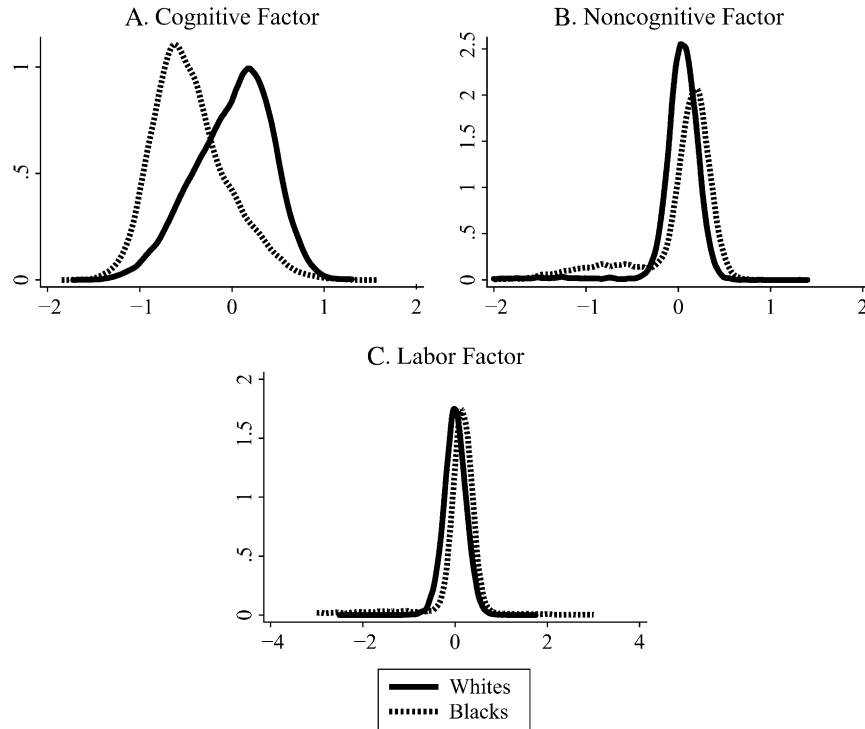 A. Cognitive Factor
1
.5
0
−2 −1 0 1 2
B. Noncognitive Factor
2.5
2
1.5
1
.5
0
−2 −1 0 1 2
C. Labor Factor
2
1.5
1
.5
0
−4 −2 0 2 4
Whites
Blacks